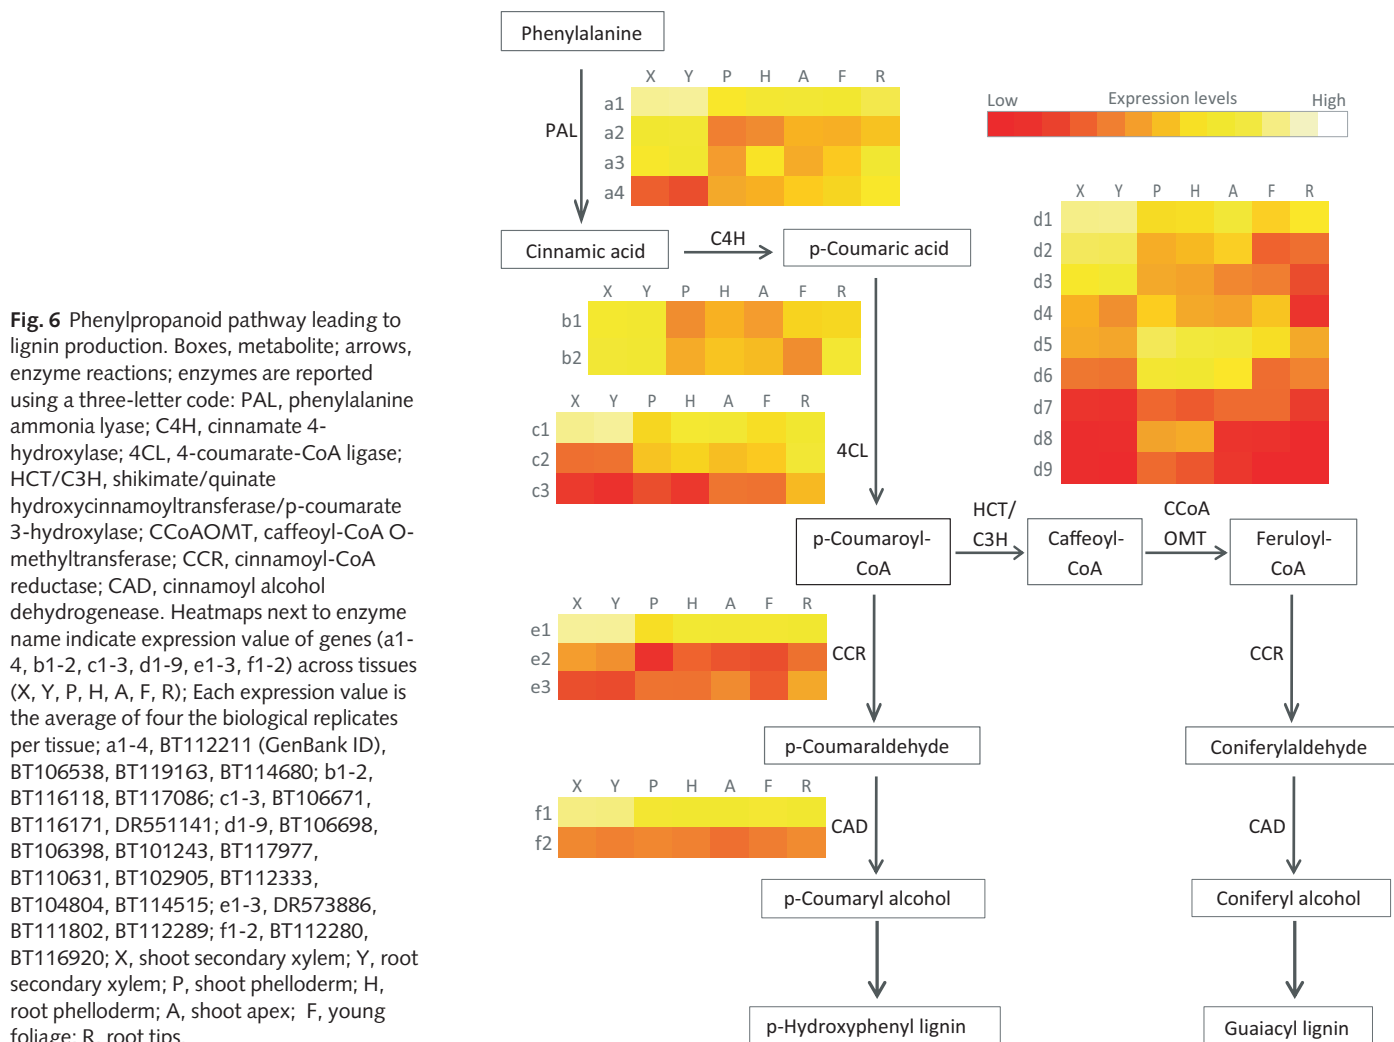 Phenylalanine
X Y P H A F R
a1
a2
a3
a4
PAL
Low Expression levels High
X Y P H A F R
d1
d2
d3
d4
d5
d6
d7
d8
d9
Cinnamic acid
C4H
p-Coumaric acid
X Y P H A F R
b1
b2
X Y P H A F R
c1
c2
c3
4CL
p-Coumaroyl-
CoA
HCT/
C3H
Caffeoyl-
CoA
CCoA
OMT
Feruloyl-
CoA
X Y P H A F R
e1
e2
e3
CCR
CCR
p-Coumaraldehyde
Coniferylaldehyde
X Y P H A F R
f1
f2
CAD
CAD
p-Coumaryl alcohol
Coniferyl alcohol
p-Hydroxyphenyl lignin
Guaiacyl lignin
Fig. 6 Phenylpropanoid pathway leading to
lignin production. Boxes, metabolite; arrows,
enzyme reactions; enzymes are reported
using a three-letter code: PAL, phenylalanine
ammonia lyase; C4H, cinnamate 4-
hydroxylase; 4CL, 4-coumarate-CoA ligase;
HCT/C3H, shikimate/quinate
hydroxycinnamoyltransferase/p-coumarate
3-hydroxylase; CCoAOMT, caffeoyl-CoA O-
methyltransferase; CCR, cinnamoyl-CoA
reductase; CAD, cinnamoyl alcohol
dehydrogenease. Heatmaps next to enzyme
name indicate expression value of genes (a1-
4, b1-2, c1-3, d1-9, e1-3, f1-2) across tissues
(X, Y, P, H, A, F, R); Each expression value is
the average of four the biological replicates
per tissue; a1-4, BT112211 (GenBank ID),
BT106538, BT119163, BT114680; b1-2,
BT116118, BT117086; c1-3, BT106671,
BT116171, DR551141; d1-9, BT106698,
BT106398, BT101243, BT117977,
BT110631, BT102905, BT112333,
BT104804, BT114515; e1-3, DR573886,
BT111802, BT112289; f1-2, BT112280,
BT116920; X, shoot secondary xylem; Y, root
secondary xylem; P, shoot phelloderm; H,
root phelloderm; A, shoot apex; F, young
foliage; R, root tips